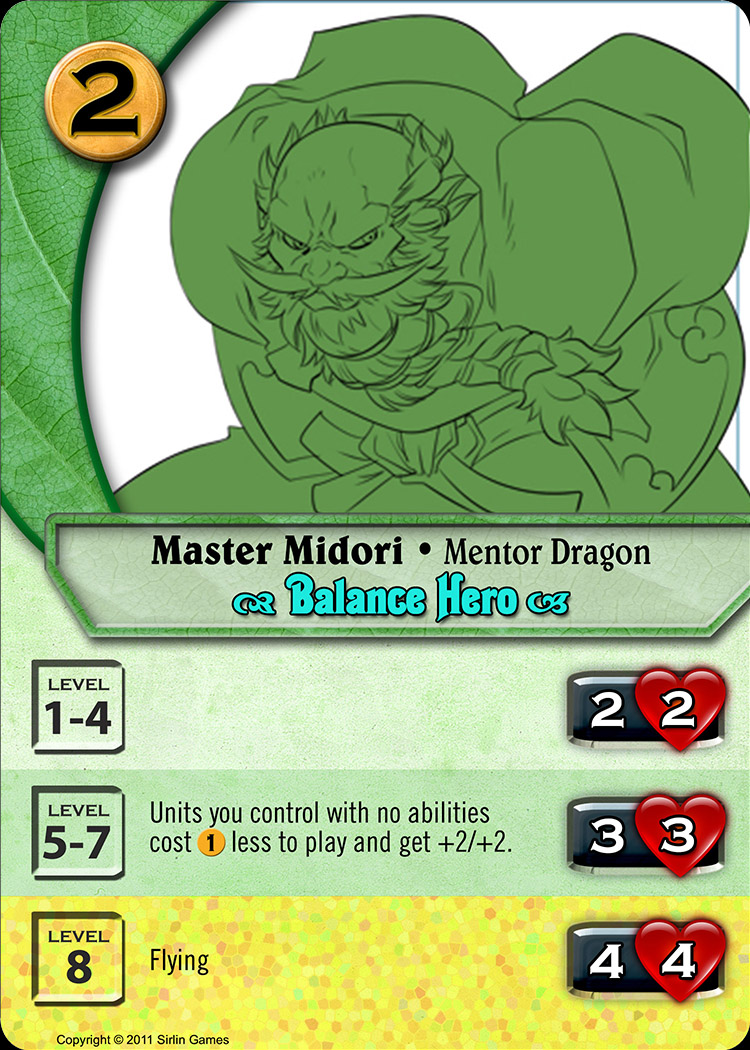 2
Master Midori • Mentor Dragon
Balance Hero
LEVEL
1-4
2 2
LEVEL
5-7
Units you control with no abilities
cost 1 less to play and get +2/+2.
3 3
LEVEL
8
Flying
4 4
Copyright © 2011 Sirlin Games